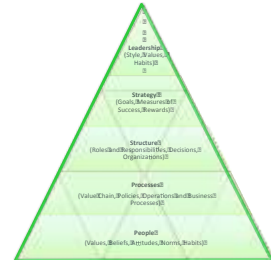 Leadership
(Style, Values,
Habits)
Strategy
(Goals, Measures of
Success, Rewards)
Structure
(Roles and Responsibilities, Decisions,
Organizations)
Processes
(Value Chain, Policies, Operations and Business
Processes)
People
(Values, Beliefs, Attitudes, Norms, Habits)